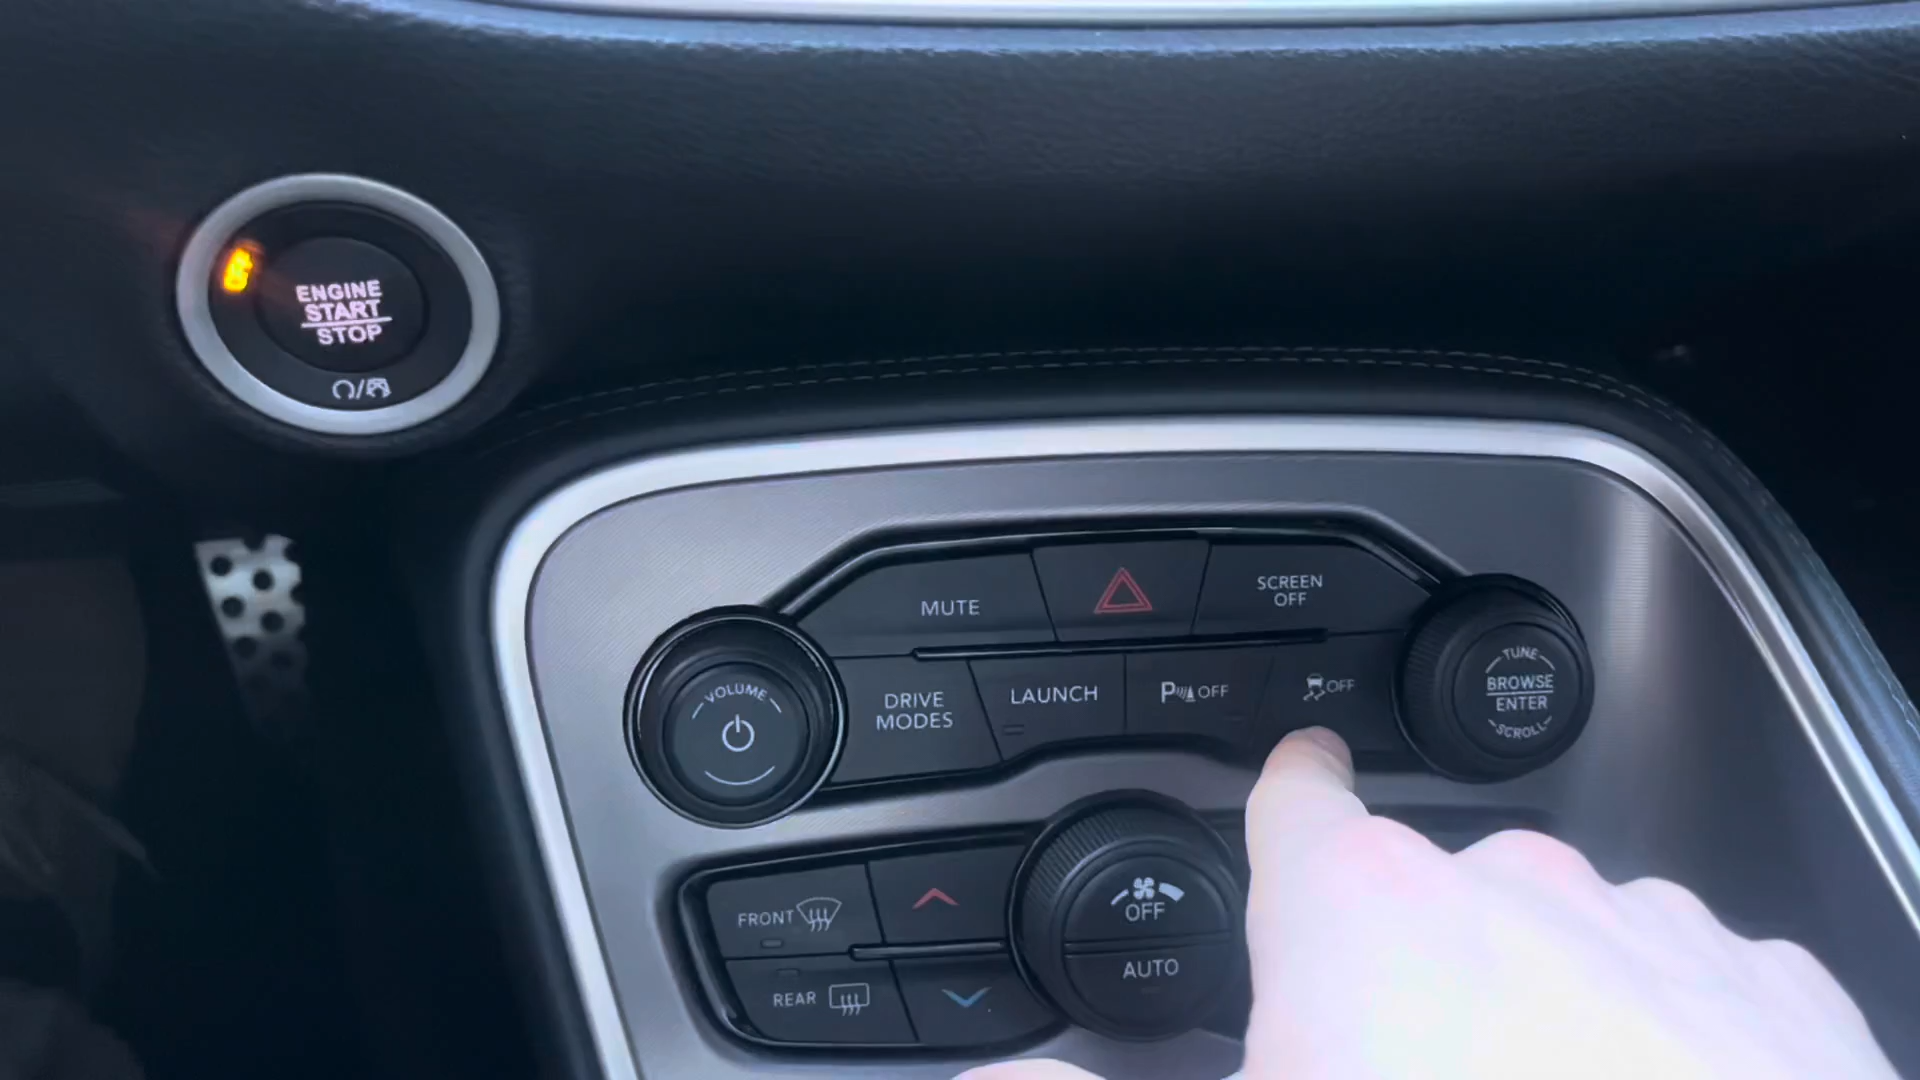 ENGINE
START
STOP
MUTE
SCREEN
OFF
VOLUME
DRIVE
MODES
LAUNCH
P OFF
OFF
TUNE
BROWSE
ENTER
SCROLL
FRONT
OFF
AUTO
REAR